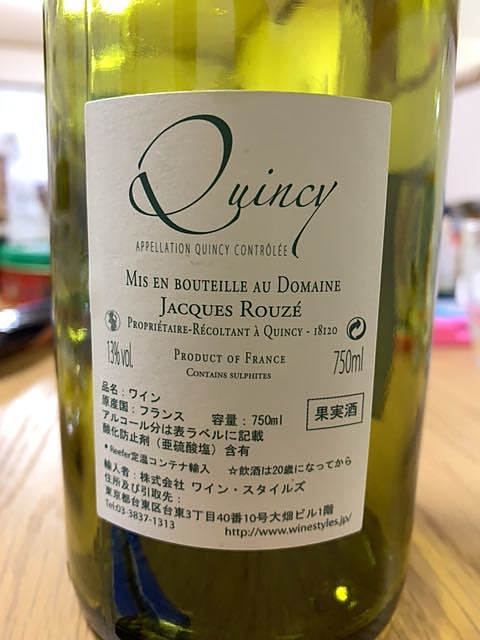 Quincy
APPELLATION QUINCY CONTRÔLÉE
MIS EN BOUTEILLE AU DOMAINE
JACQUES ROUZÉ
PROPRIÉTAIRE-RÉCOLTANT À QUINCY - 18120
13% vol.
PRODUCT OF FRANCE
750ml
CONTAINS SULPHITES
品名：ワイン
原産国：フランス 容量：750ml
アルコール分は表ラベルに記載
酸化防止剤（亜硫酸塩）含有
果実酒
*Reefer定温コンテナ輸入 ☆飲酒は20歳になってから
輸入者：株式会社 ワイン・スタイルズ
住所及び引取先：
東京都台東区台東3丁目40番10号大畑ビル1階
Tel:03-3837-1313 http://www.winestyles.jp/